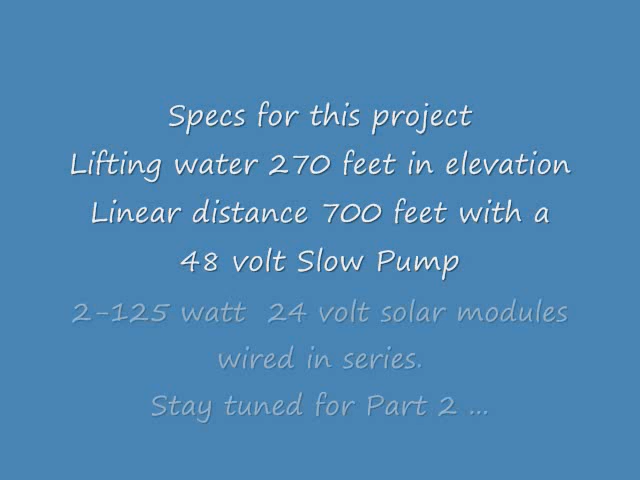 Specs for this project
Lifting water 270 feet in elevation
Linear distance 700 feet with a
48 volt Slow Pump
2-125 watt 24 volt solar modules
wired in series.
Stay tuned for Part 2 ...